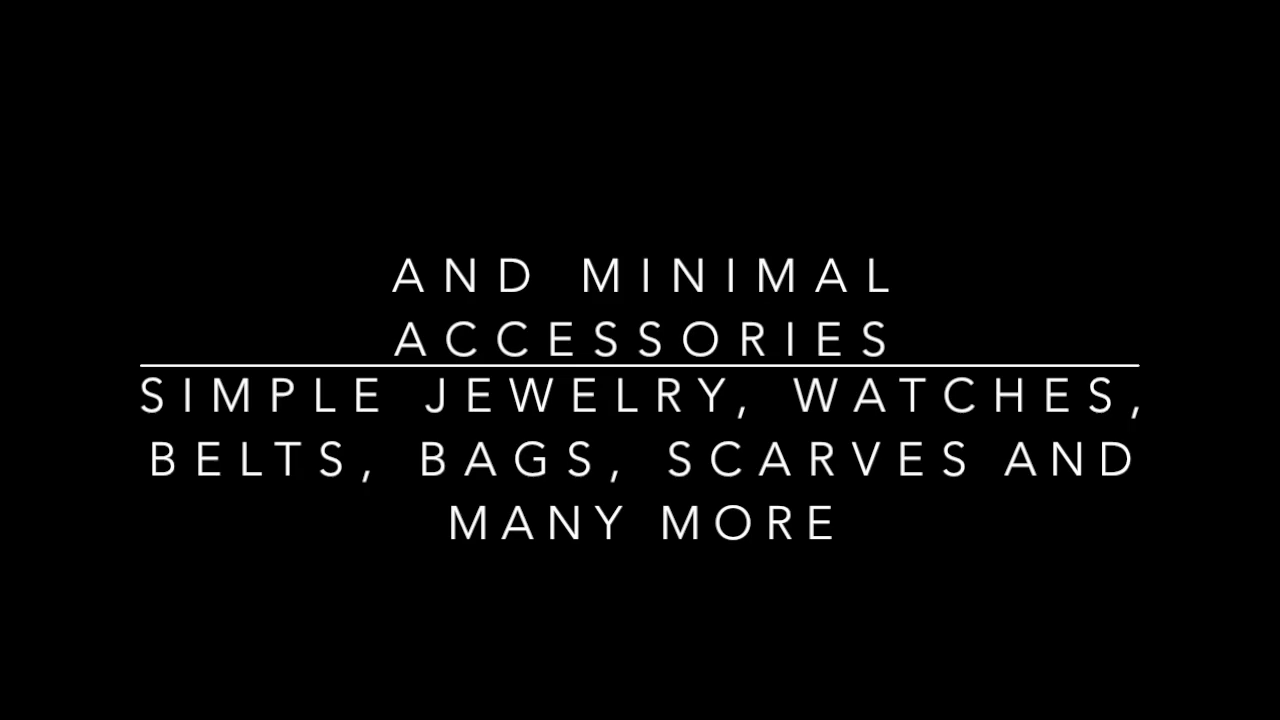 AND MINIMAL
ACCESSORIES
SIMPLE JEWELRY, WATCHES,
BELTS, BAGS, SCARVES AND
MANY MORE